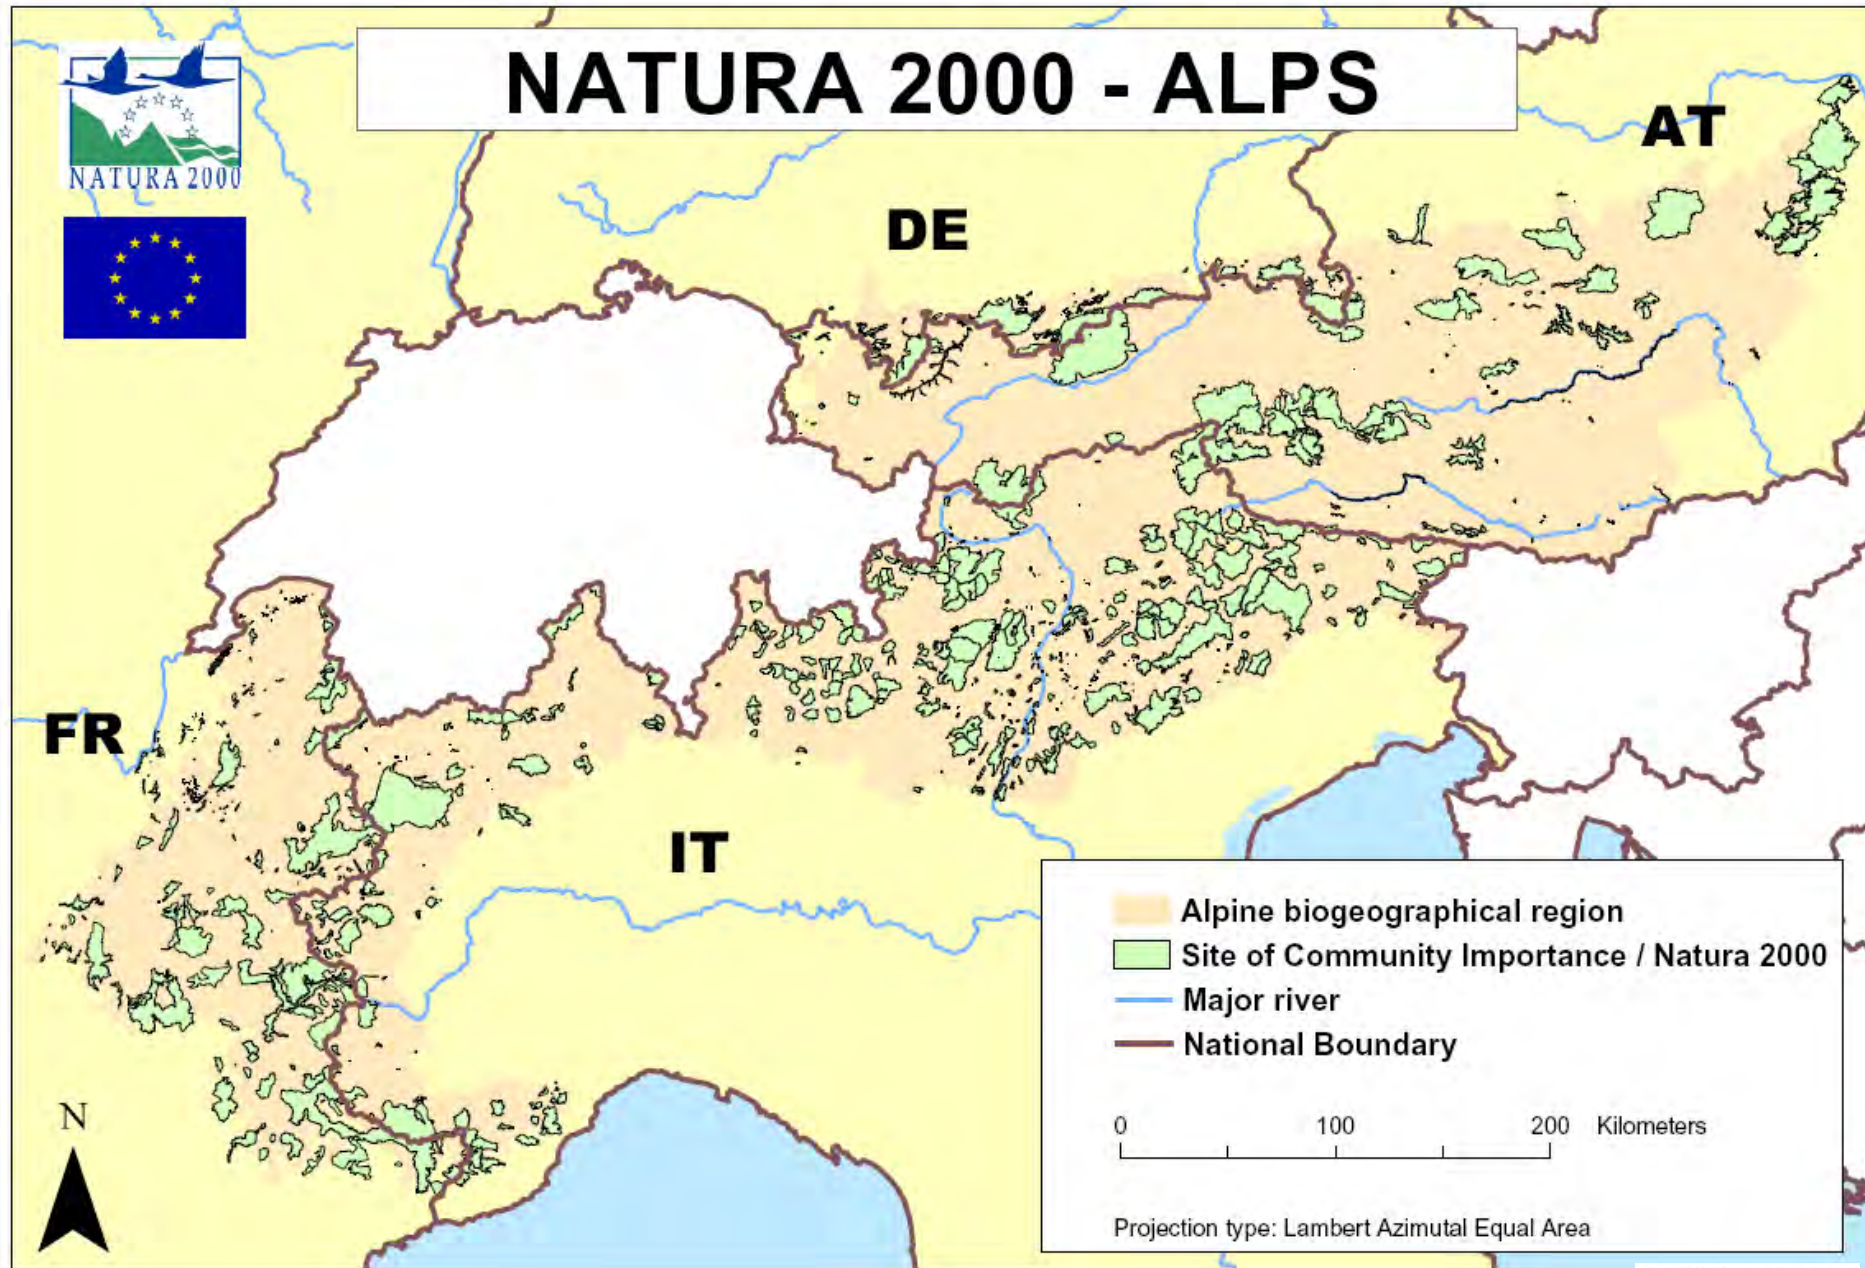 NATURA 2000 - ALPS
NATURA 2000
AT
DE
FR
IT
Alpine biogeographical region
Site of Community Importance / Natura 2000
Major river
National Boundary
0 100 200 Kilometers
N
Projection type: Lambert Azimutal Equal Area